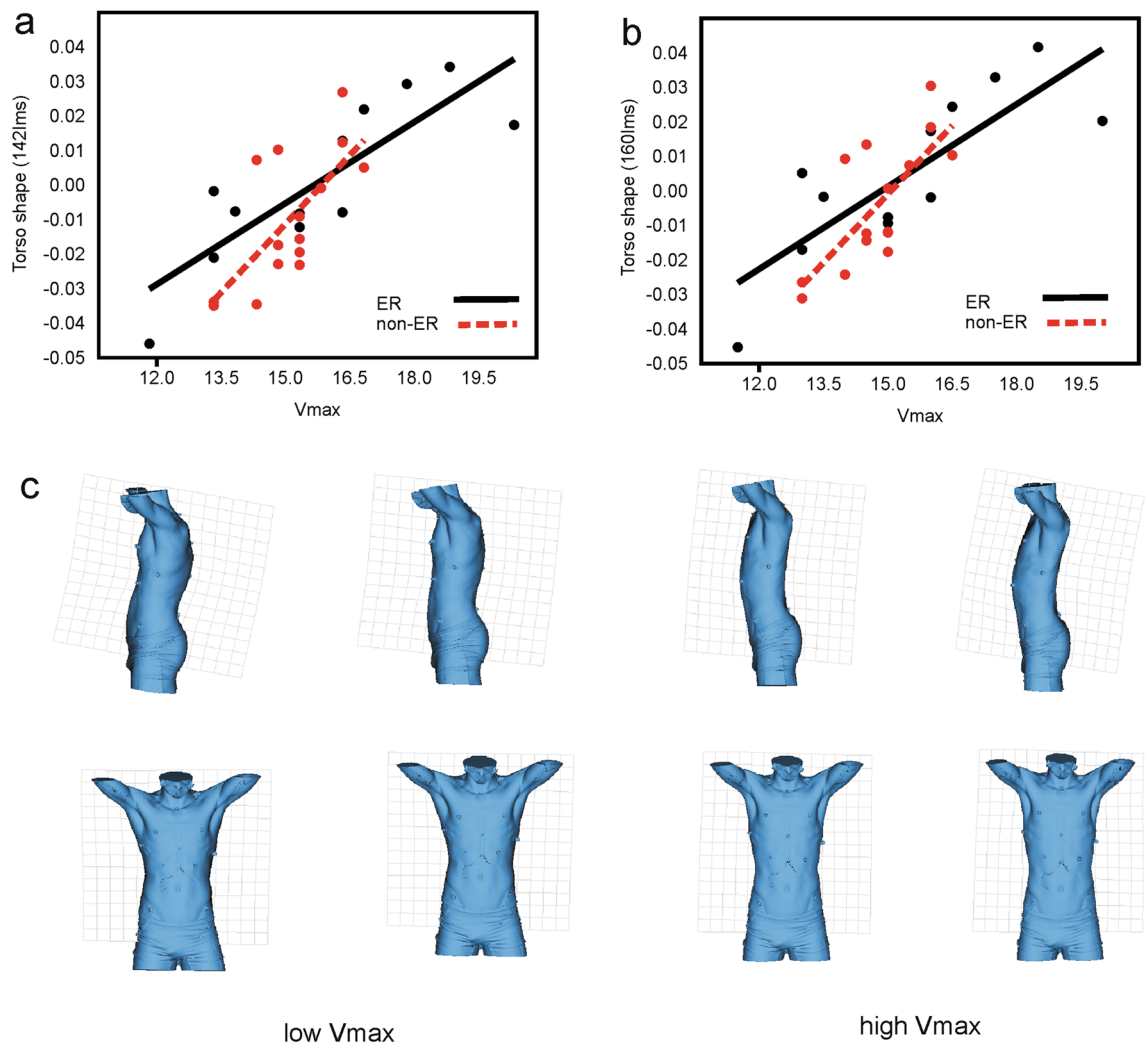 a
0.04
0.03
0.02
0.01
0.00
-0.01
-0.02
-0.03
-0.04
-0.05
Torso shape (142lms)
ER
non-ER
12.0 13.5 15.0 16.5 18.0 19.5
Vmax
b
0.04
0.03
0.02
0.01
0.00
-0.01
-0.02
-0.03
-0.04
-0.05
Torso shape (160lms)
ER
non-ER
12.0 13.5 15.0 16.5 18.0 19.5
Vmax
c
low Vmax
high Vmax